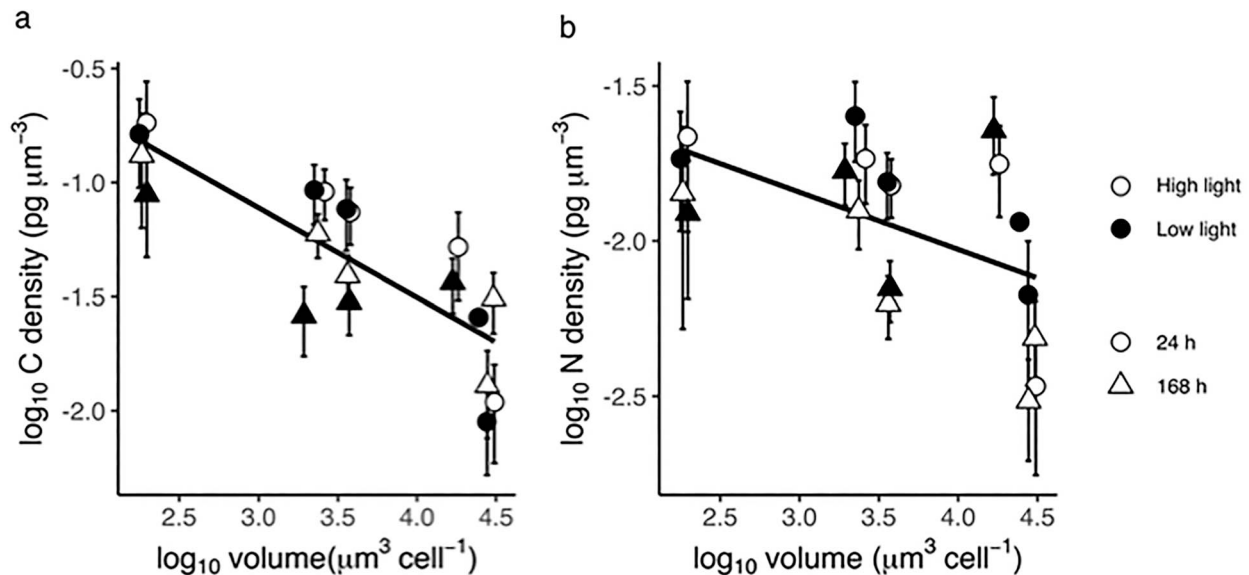 a
b
log₁₀ C density (pg μm⁻³)
-0.5
-1.0
-1.5
-2.0
2.5 3.0 3.5 4.0 4.5
log₁₀ volume(μm³ cell⁻¹)
log₁₀ N density (pg μm⁻³)
-1.5
-2.0
-2.5
2.5 3.0 3.5 4.0 4.5
log₁₀ volume (μm³ cell⁻¹)
High light
Low light
24 h
168 h